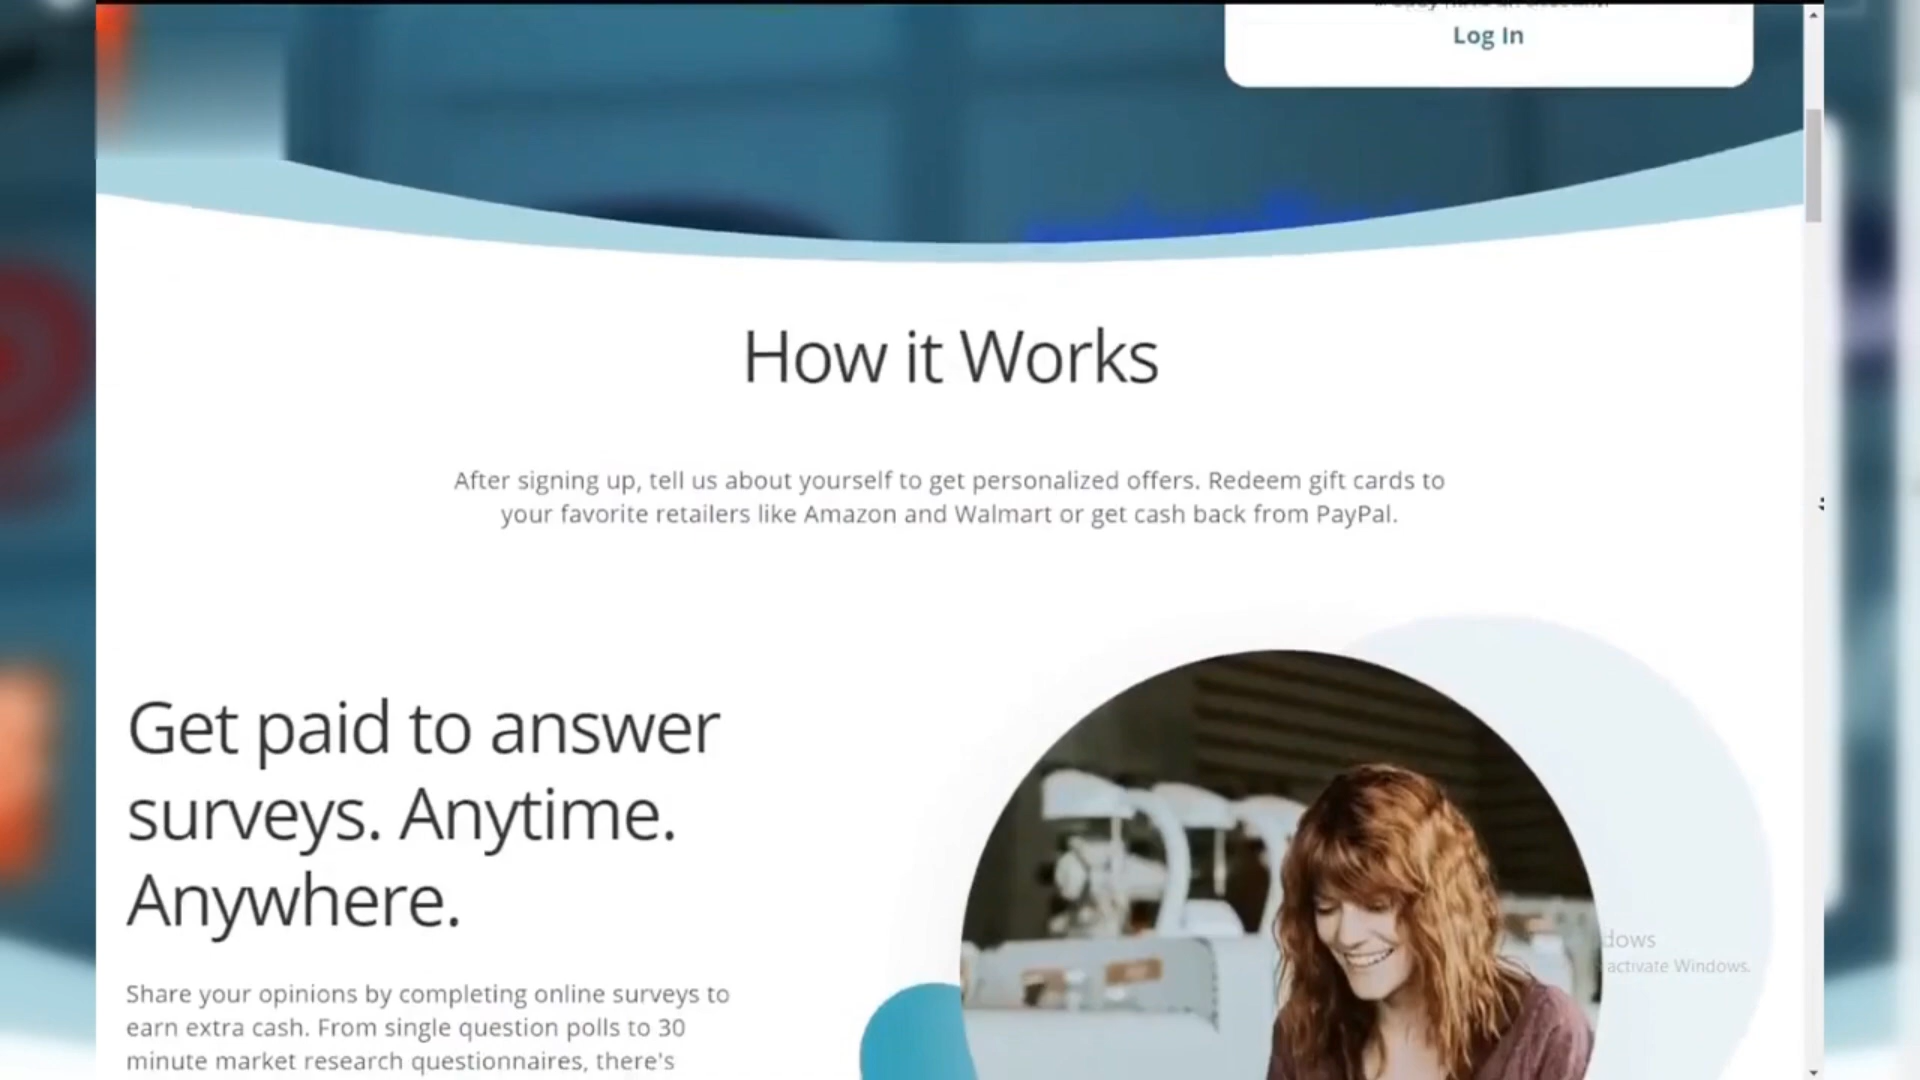 Log In
How it Works
After signing up, tell us about yourself to get personalized offers. Redeem gift cards to
your favorite retailers like Amazon and Walmart or get cash back from PayPal.
Get paid to answer
surveys. Anytime.
Anywhere.
dows
activate Windows.
Share your opinions by completing online surveys to
earn extra cash. From single question polls to 30
minute market research questionnaires, there's